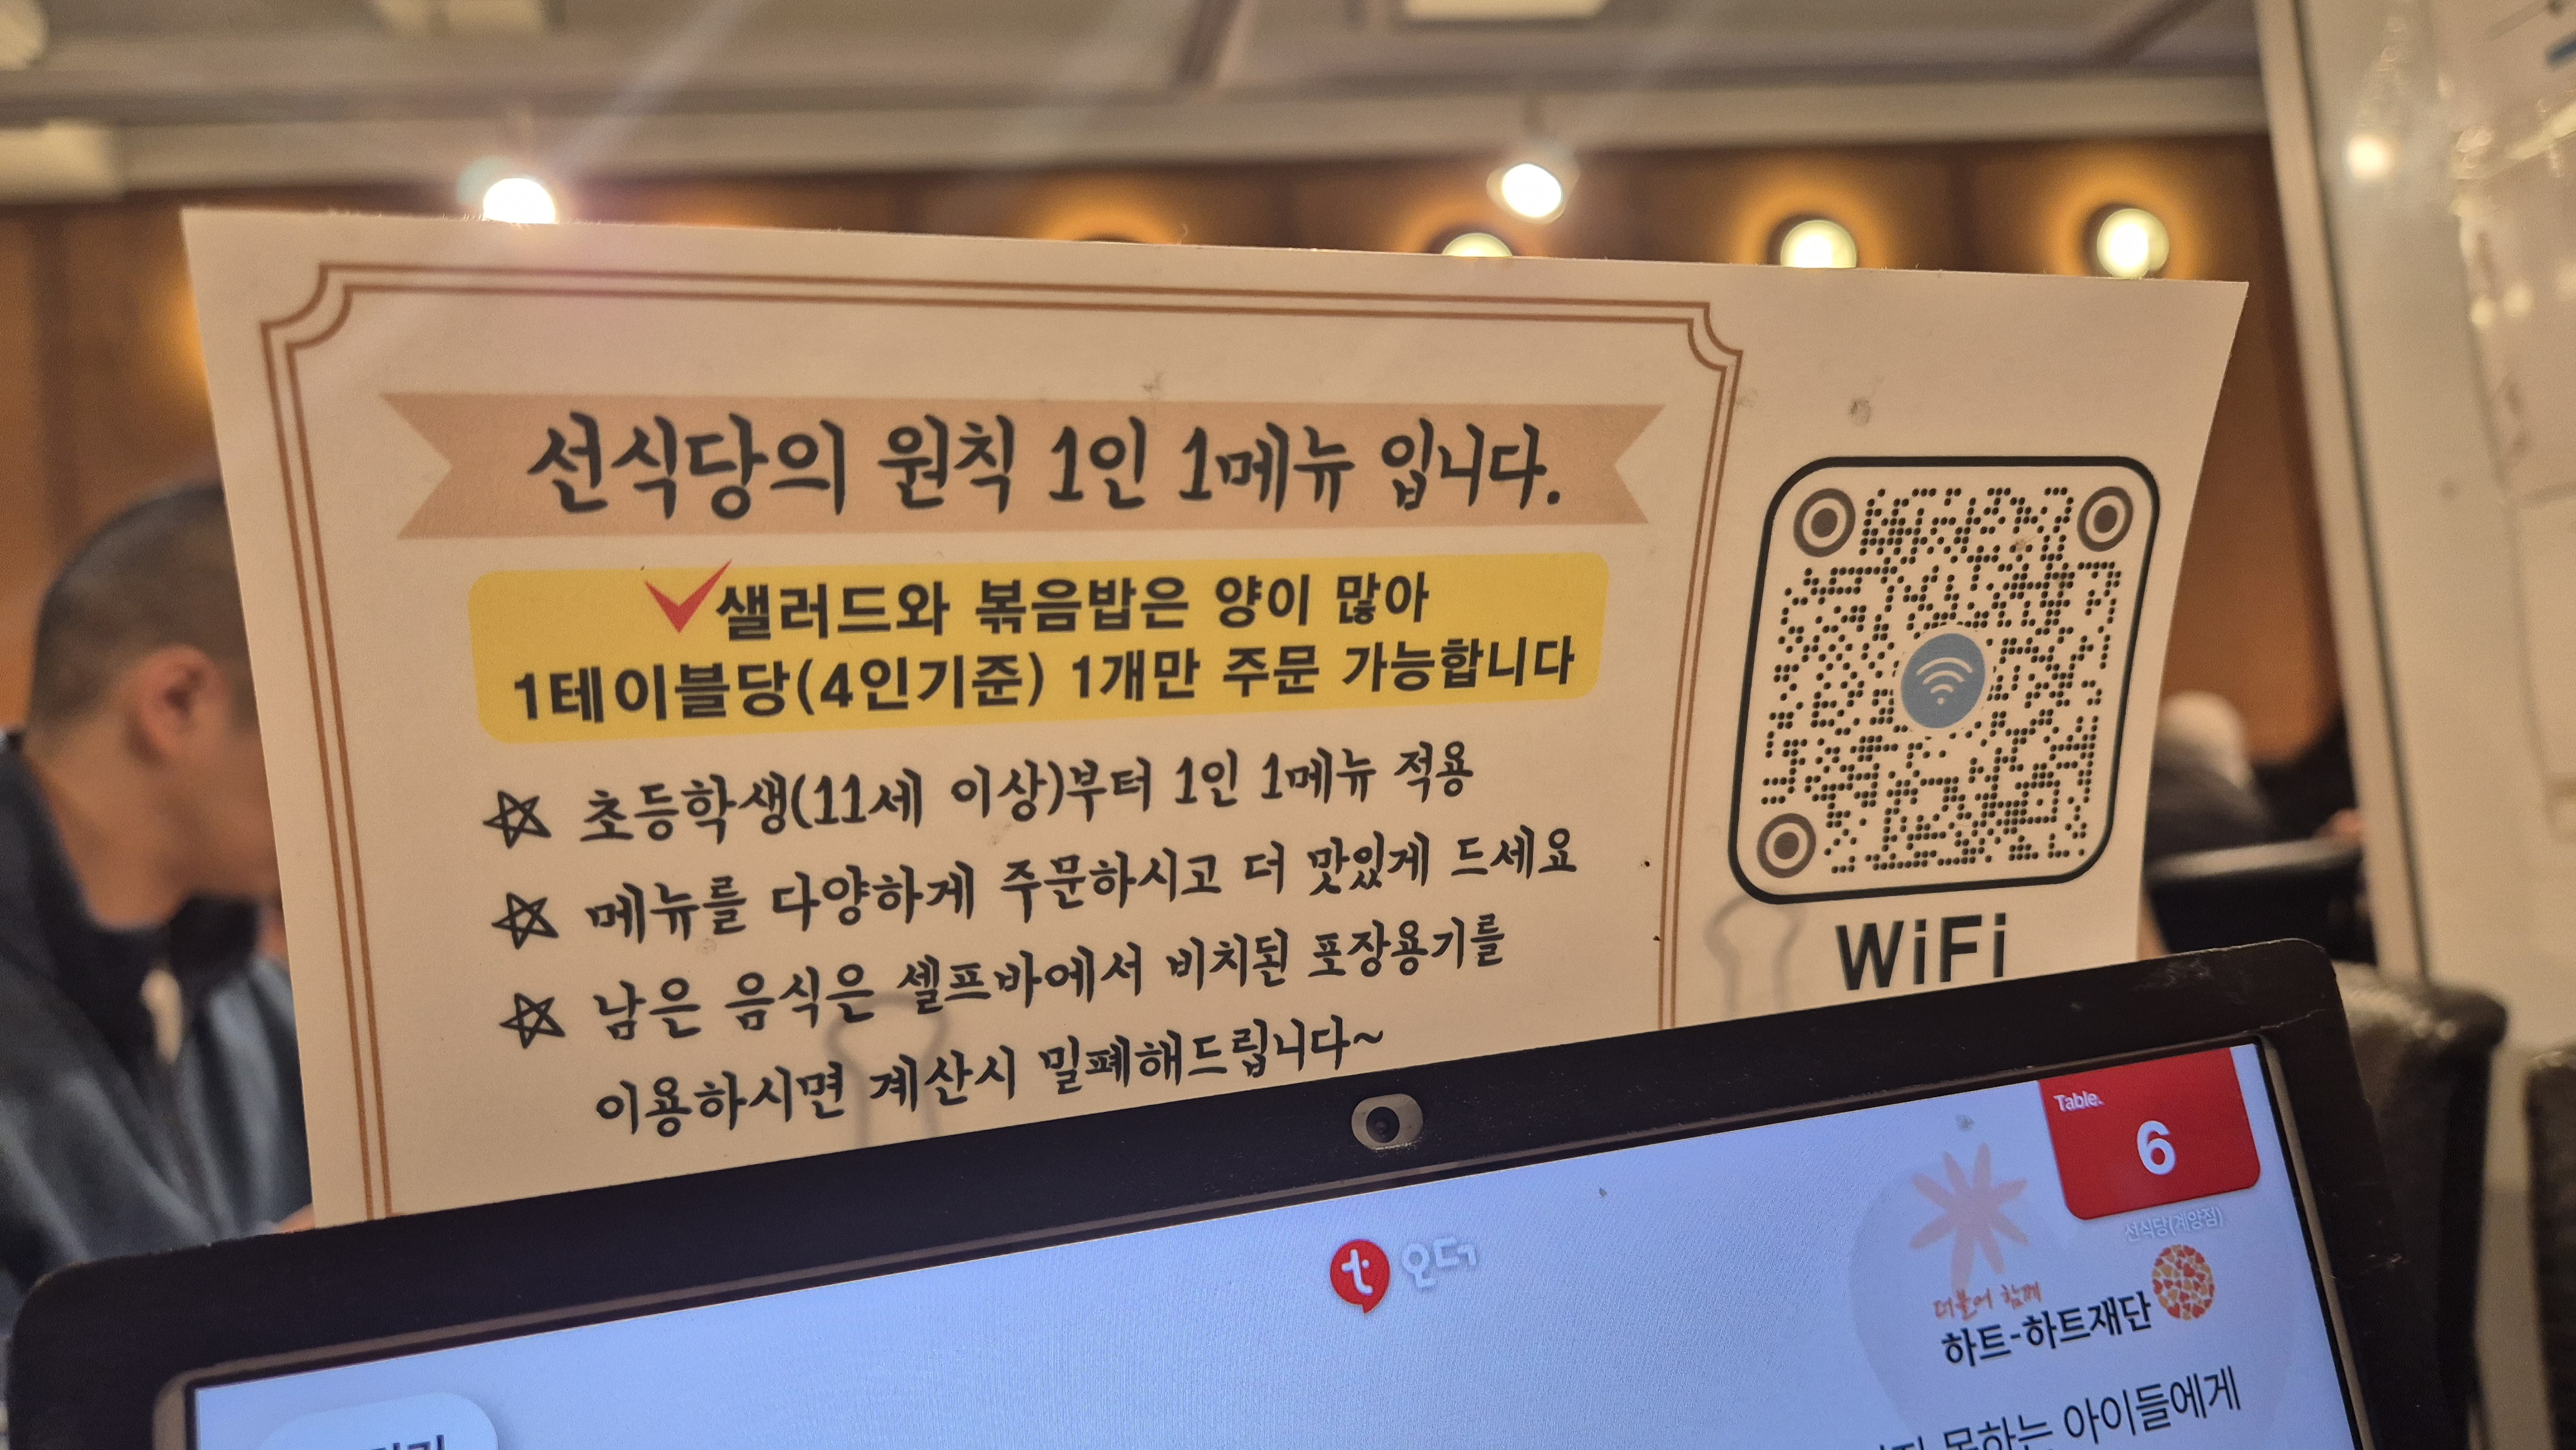 선식당의 원칙 1인 1메뉴 입니다.
샐러드와 볶음밥은 양이 많아
1테이블당(4인기준) 1개만 주문 가능합니다
초등학생(11세 이상)부터 1인 1메뉴 적용
메뉴를 다양하게 주문하시고 더 맛있게 드세요
남은 음식은 셀프바에서 비치된 포장용기를
이용하시면 계산시 밀폐해드립니다~
WiFi
Table.
6
선식당(계양점)
t 오더
더불어 함께
하트-하트재단
못하는 아이들에게